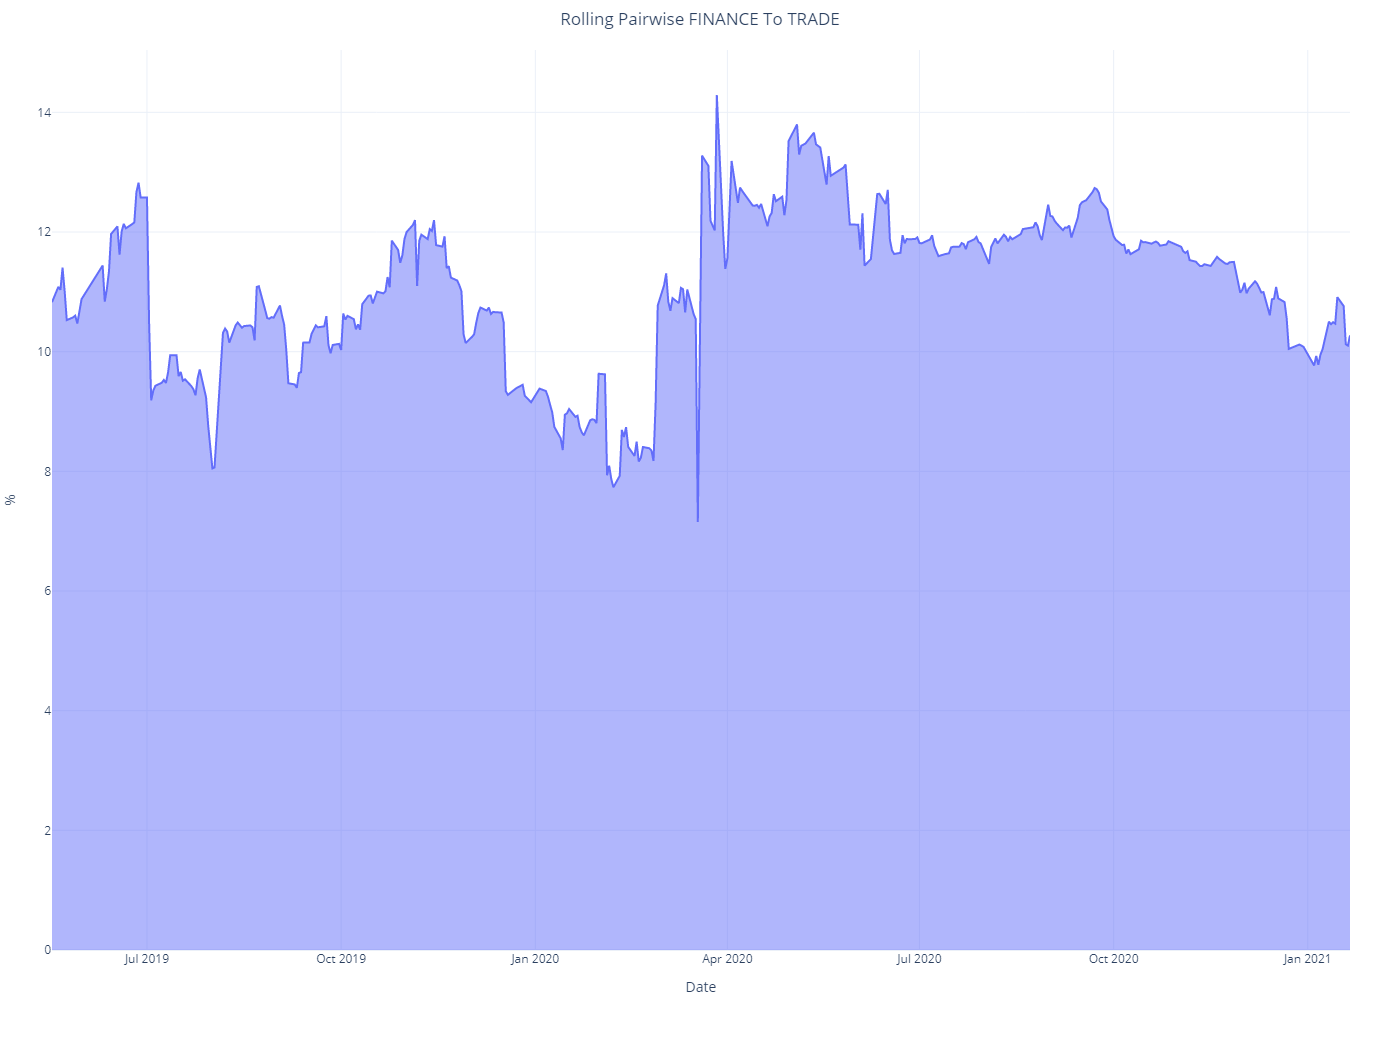 Rolling Pairwise FINANCE To TRADE
14
12
10
8
6
4
2
0
%
Jul 2019
Oct 2019
Jan 2020
Apr 2020
Jul 2020
Oct 2020
Jan 2021
Date